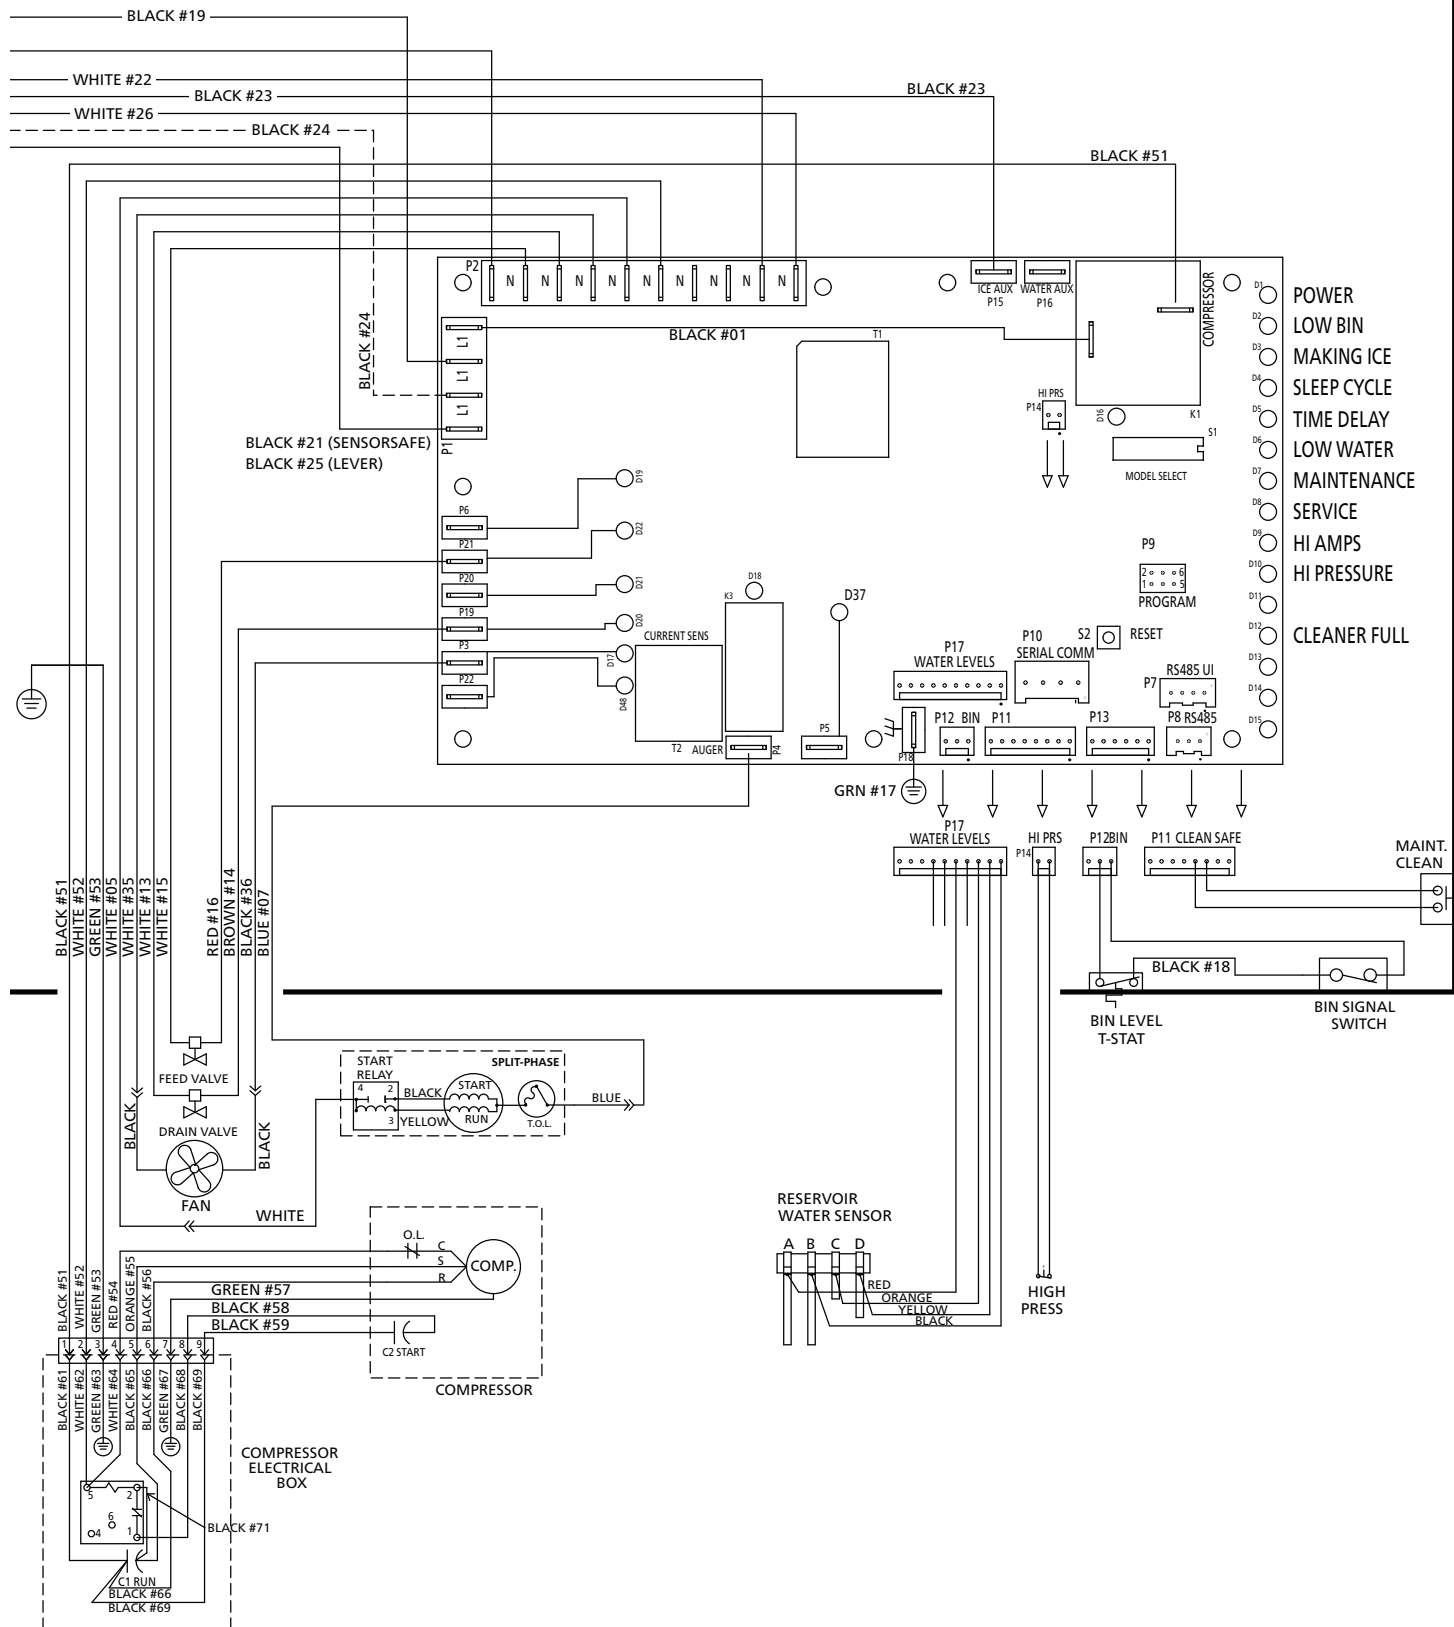 BLACK #19
WHITE #22
BLACK #23
BLACK #23
WHITE #26
BLACK #24
BLACK #51
P2
N N N N N N N N N
ICE AUX
P15
WATER AUX
P16
COMPRESSOR
D1 POWER
D2 LOW BIN
D3 MAKING ICE
D4 SLEEP CYCLE
D5 TIME DELAY
D6 LOW WATER
D7 MAINTENANCE
D8 SERVICE
D9 HI AMPS
D10 HI PRESSURE
D11
D12 CLEANER FULL
D13
D14
D15
BLACK #24
L1
L1
L1
P1
BLACK #01
T1
HI PRS
P14
D16
K1
S1
MODEL SELECT
BLACK #21 (SENSORSAFE)
BLACK #25 (LEVER)
P6
D19
P21
D22
P20
D21
P19
D20
P3
D17
P22
D48
CURRENT SENS
T2
K3
D18
D37
AUGER
P4
P5
P9
2 6
1 5
PROGRAM
S2
RESET
P10
SERIAL COMM
P17
WATER LEVELS
RS485 UI
P7
P12 BIN
P11
P13
P8 RS485
P18
GRN #17
P17
WATER LEVELS
HI PRS
P14
P12BIN
P11 CLEAN SAFE
MAINT.
CLEAN
BLACK #51
WHITE #52
GREEN #53
WHITE #05
WHITE #35
WHITE #13
WHITE #15
RED #16
BROWN #14
BLACK #36
BLUE #07
BLACK #18
BIN LEVEL
T-STAT
BIN SIGNAL
SWITCH
FEED VALVE
DRAIN VALVE
BLACK
BLACK
FAN
WHITE
START
RELAY
SPLIT-PHASE
4 2
3
BLACK
YELLOW
START
RUN
T.O.L.
BLUE
RESERVOIR
WATER SENSOR
A B C D
RED
ORANGE
YELLOW
BLACK
HIGH
PRESS
BLACK #51
WHITE #52
GREEN #53
RED #54
ORANGE #55
BLACK #56
GREEN #57
BLACK #58
BLACK #59
O.L.
C
S
R
COMP.
C2 START
COMPRESSOR
1 2 3 4 5 6 7 8 9
BLACK #61
WHITE #62
GREEN #63
WHITE #64
BLACK #65
BLACK #66
GREEN #67
BLACK #68
BLACK #69
COMPRESSOR
ELECTRICAL
BOX
5 2
6
4 1
BLACK #71
C1 RUN
BLACK #66
BLACK #69